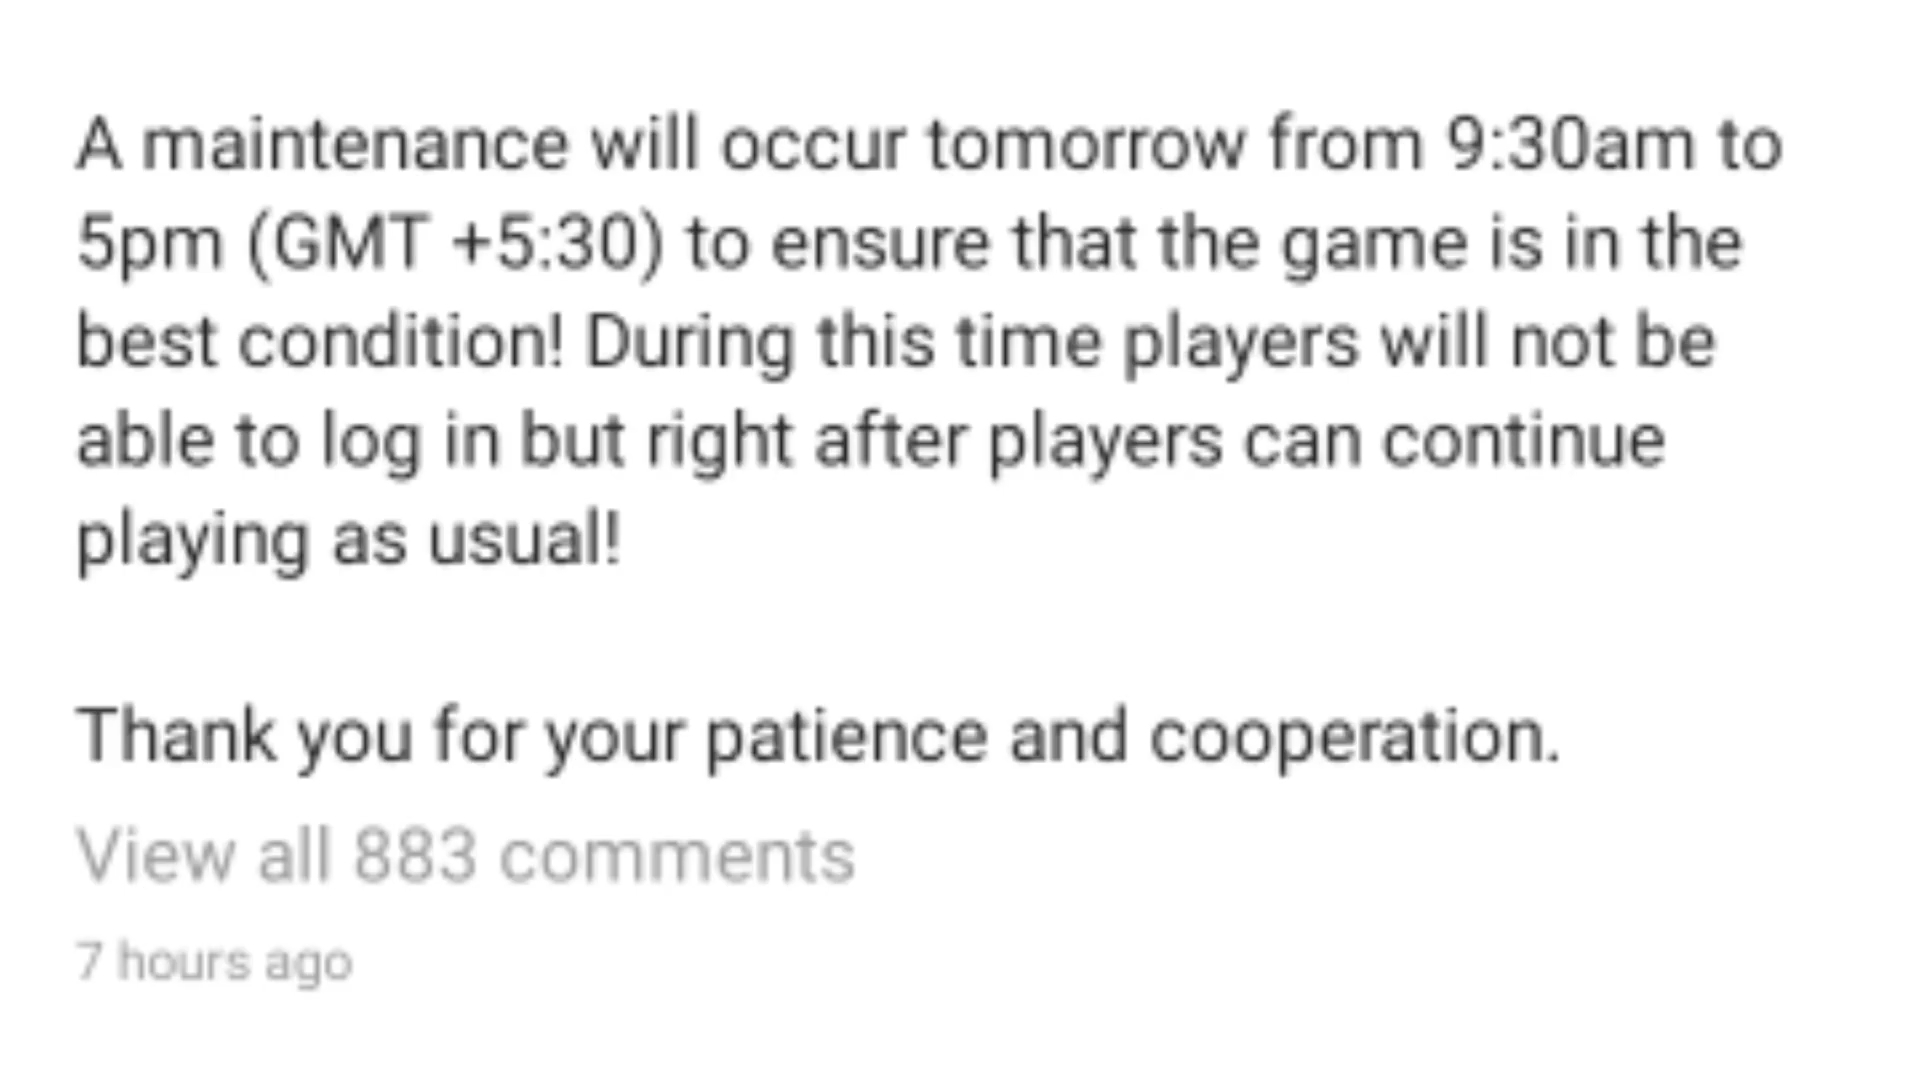 A maintenance will occur tomorrow from 9:30am to
5pm (GMT +5:30) to ensure that the game is in the
best condition! During this time players will not be
able to log in but right after players can continue
playing as usual!
Thank you for your patience and cooperation.
View all 883 comments
7 hours ago